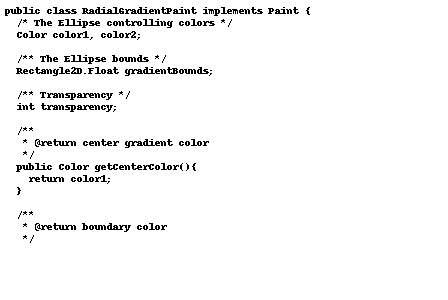 public class RadialGradientPaint implements Paint {
/* The Ellipse controlling colors */
Color color1, color2;
/** The Ellipse bounds */
Rectangle2D.Float gradientBounds;
/** Transparency */
int transparency;
/**
* @return center gradient color
*/
public Color getCenterColor(){
return color1;
}
/**
* @return boundary color
*/